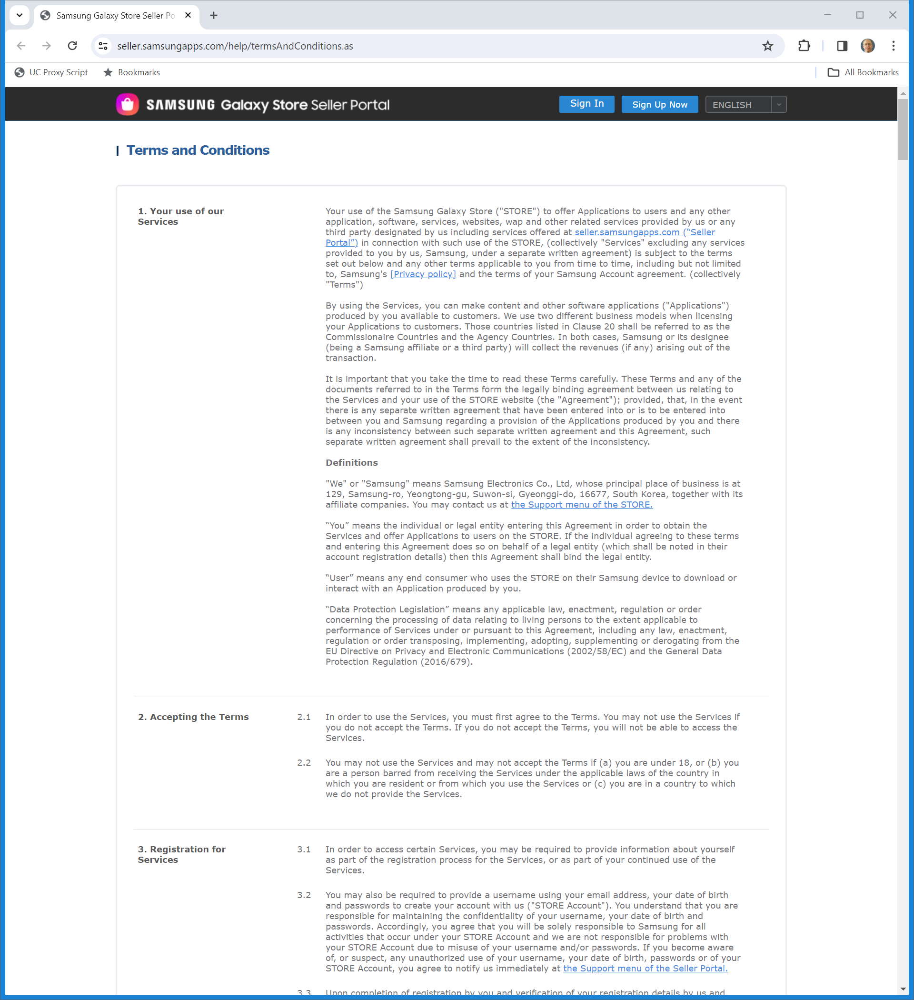 Samsung Galaxy Store Seller Po
seller.samsungapps.com/help/termsAndConditions.as
UC Proxy Script
Bookmarks
All Bookmarks
SAMSUNG Galaxy Store Seller Portal
Sign In
Sign Up Now
ENGLISH
Terms and Conditions
1. Your use of our
Services
Your use of the Samsung Galaxy Store ("STORE") to offer Applications to users and any other
application, software, services, websites, wap and other related services provided by us or any
third party designated by us including services offered at seller.samsungapps.com (“Seller
Portal”) in connection with such use of the STORE, (collectively "Services" excluding any services
provided to you by us, Samsung, under a separate written agreement) is subject to the terms
set out below and any other terms applicable to you from time to time, including but not limited
to, Samsung's [Privacy policy] and the terms of your Samsung Account agreement. (collectively
"Terms")
By using the Services, you can make content and other software applications ("Applications")
produced by you available to customers. We use two different business models when licensing
your Applications to customers. Those countries listed in Clause 20 shall be referred to as the
Commissionaire Countries and the Agency Countries. In both cases, Samsung or its designee
(being a Samsung affiliate or a third party) will collect the revenues (if any) arising out of the
transaction.
It is important that you take the time to read these Terms carefully. These Terms and any of the
documents referred to in the Terms form the legally binding agreement between us relating to
the Services and your use of the STORE website (the "Agreement"); provided, that, in the event
there is any separate written agreement that have been entered into or is to be entered into
between you and Samsung regarding a provision of the Applications produced by you and there
is any inconsistency between such separate written agreement and this Agreement, such
separate written agreement shall prevail to the extent of the inconsistency.
Definitions
"We" or "Samsung" means Samsung Electronics Co., Ltd, whose principal place of business is at
129, Samsung-ro, Yeongtong-gu, Suwon-si, Gyeonggi-do, 16677, South Korea, together with its
affiliate companies. You may contact us at the Support menu of the STORE.
“You” means the individual or legal entity entering this Agreement in order to obtain the
Services and offer Applications to users on the STORE. If the individual agreeing to these terms
and entering this Agreement does so on behalf of a legal entity (which shall be noted in their
account registration details) then this Agreement shall bind the legal entity.
“User” means any end consumer who uses the STORE on their Samsung device to download or
interact with an Application produced by you.
“Data Protection Legislation” means any applicable law, enactment, regulation or order
concerning the processing of data relating to living persons to the extent applicable to
performance of Services under or pursuant to this Agreement, including any law, enactment,
regulation or order transposing, implementing, adopting, supplementing or derogating from the
EU Directive on Privacy and Electronic Communications (2002/58/EC) and the General Data
Protection Regulation (2016/679).
2. Accepting the Terms
2.1 In order to use the Services, you must first agree to the Terms. You may not use the Services if
you do not accept the Terms. If you do not accept the Terms, you will not be able to access the
Services.
2.2 You may not use the Services and may not accept the Terms if (a) you are under 18, or (b) you
are a person barred from receiving the Services under the applicable laws of the country in
which you are resident or from which you use the Services or (c) you are in a country to which
we do not provide the Services.
3. Registration for
Services
3.1 In order to access certain Services, you may be required to provide information about yourself
as part of the registration process for the Services, or as part of your continued use of the
Services.
3.2 You may also be required to provide a username using your email address, your date of birth
and passwords to create your account with us ("STORE Account"). You understand that you are
responsible for maintaining the confidentiality of your username, your date of birth and
passwords. Accordingly, you agree that you will be solely responsible to Samsung for all
activities that occur under your STORE Account and we are not responsible for problems with
your STORE Account due to misuse of your username and/or passwords. If you become aware
of, or suspect, any unauthorized use of your username, your date of birth, passwords or of your
STORE Account, you agree to notify us immediately at the Support menu of the Seller Portal.
3.3 Upon completion of registration by you and verification of your registration details by us and